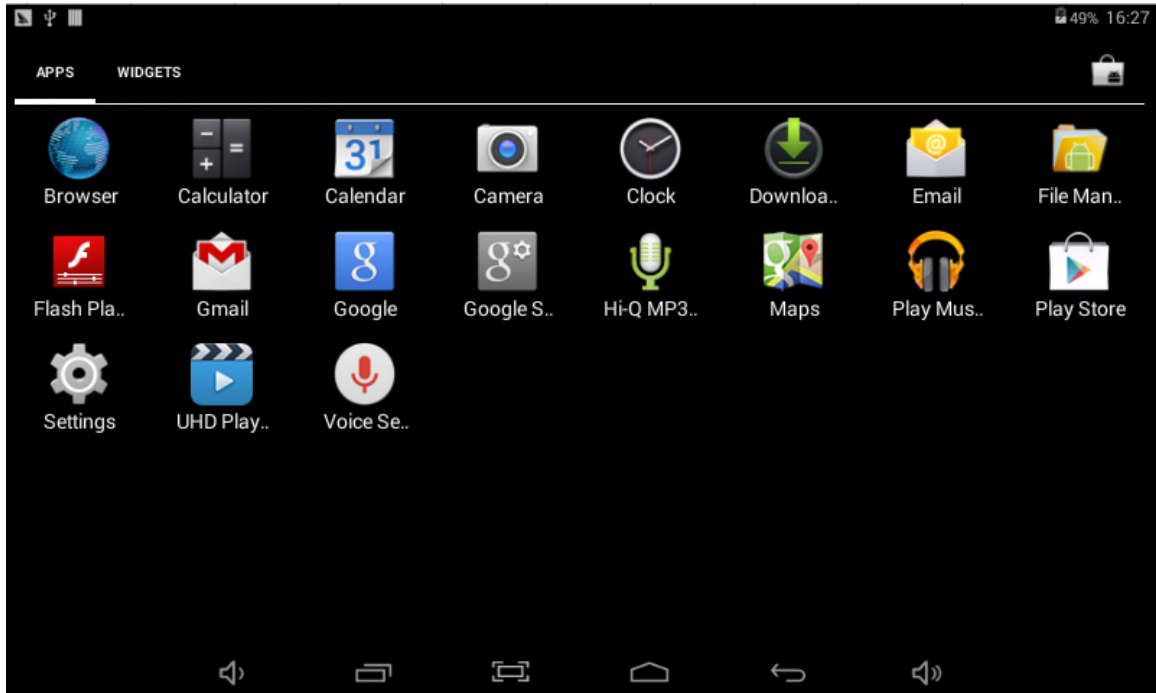 49% 16:27
APPS WIDGETS
31
Browser Calculator Calendar Camera Clock Downloa.. Email File Man..
Flash Pla.. Gmail Google Google S.. Hi-Q MP3.. Maps Play Mus.. Play Store
Settings UHD Play.. Voice Se..